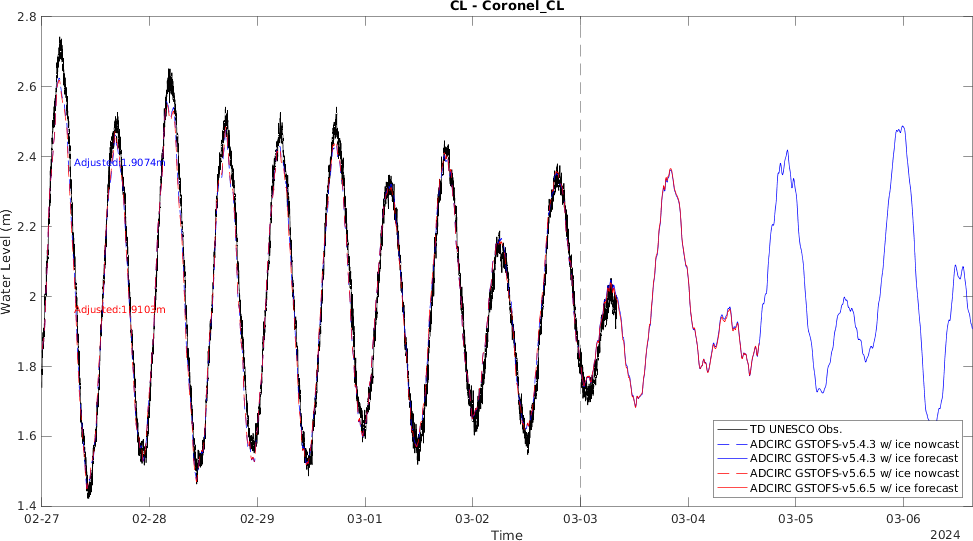 CL - Coronel_CL
2.8
2.6
2.4
2.2
2
1.8
1.6
1.4
Water Level (m)
Adjusted:1.9074m
Adjusted:1.9103m
TD UNESCO Obs.
ADCIRC GSTOFS-v5.4.3 w/ ice nowcast
ADCIRC GSTOFS-v5.4.3 w/ ice forecast
ADCIRC GSTOFS-v5.6.5 w/ ice nowcast
ADCIRC GSTOFS-v5.6.5 w/ ice forecast
02-27 02-28 02-29 03-01 03-02 03-03 03-04 03-05 03-06
Time
2024